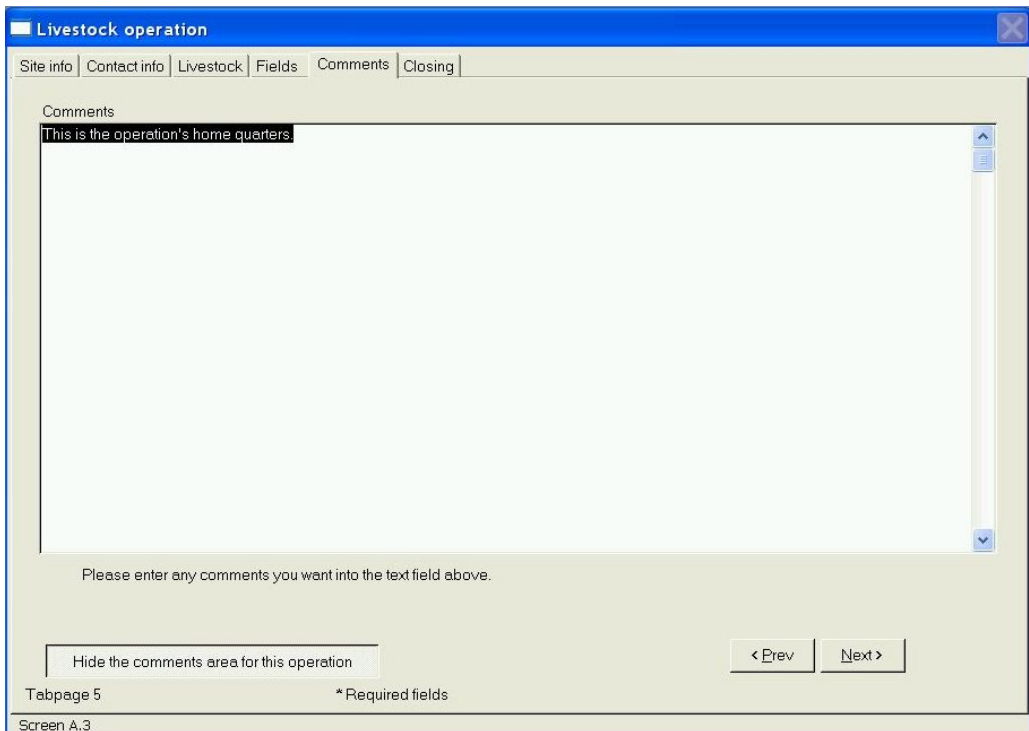 Livestock operation
Site info Contact info Livestock Fields Comments Closing
Comments
This is the operation's home quarters.
Please enter any comments you want into the text field above.
Hide the comments area for this operation
< Prev Next >
Tabpage 5 * Required fields
Screen A.3